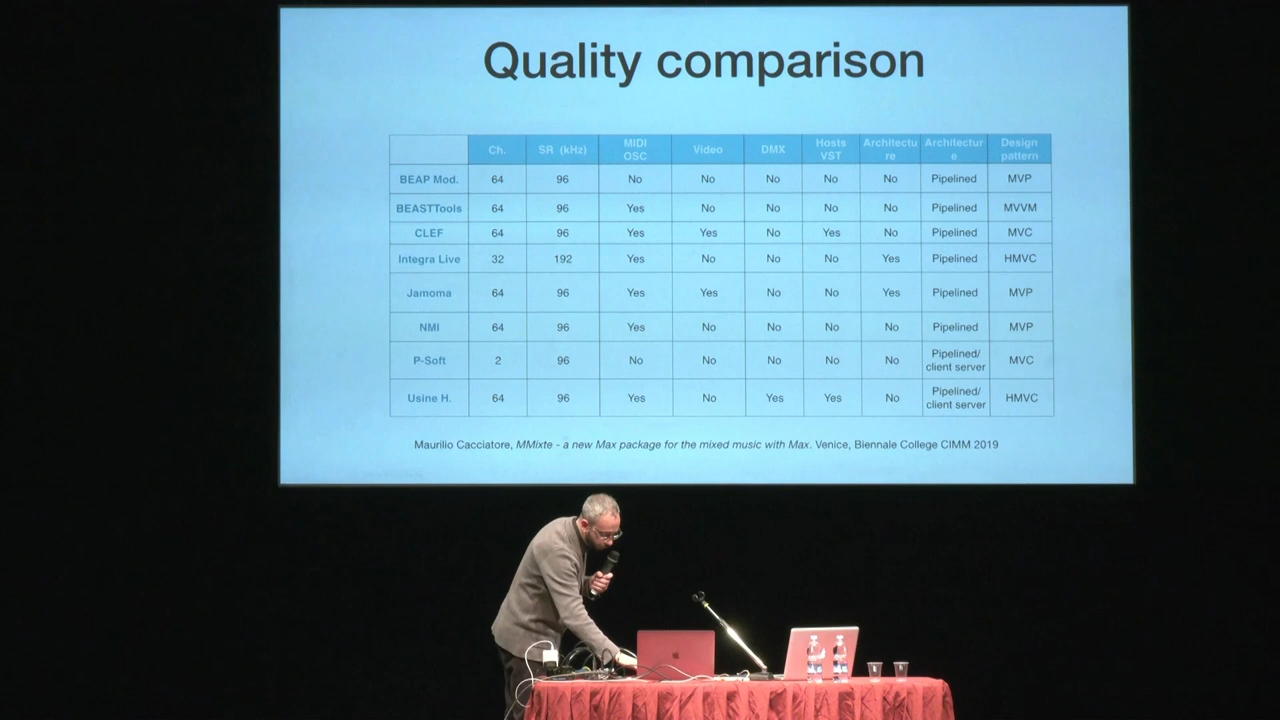 Quality comparison
Ch. SR (kHz) MIDI OSC Video DMX Hosts VST Architectu re Architectur e Design pattern
BEAP Mod. 64 96 No No No No No Pipelined MVP
BEASTTools 64 96 Yes No No No No Pipelined MVVM
CLEF 64 96 Yes Yes No Yes No Pipelined MVC
Integra Live 32 192 Yes No No No Yes Pipelined HMVC
Jamoma 64 96 Yes Yes No No Yes Pipelined MVP
NMI 64 96 Yes No No No No Pipelined MVP
P-Soft 2 96 No No No No No Pipelined/ client server MVC
Usine H. 64 96 Yes No Yes Yes No Pipelined/ client server HMVC
Maurilio Cacciatore, MMixte - a new Max package for the mixed music with Max. Venice, Biennale College CIMM 2019